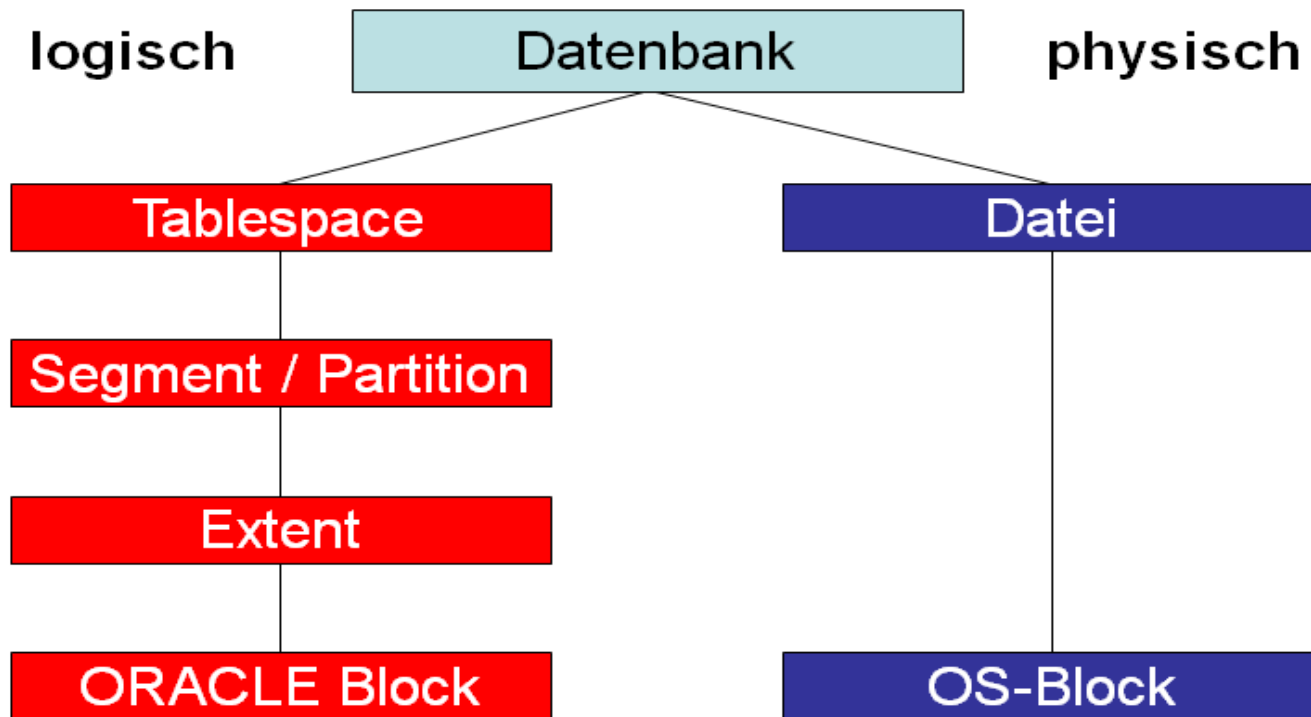 logisch
Datenbank
physisch
Tablespace
Datei
Segment / Partition
Extent
ORACLE Block
OS-Block